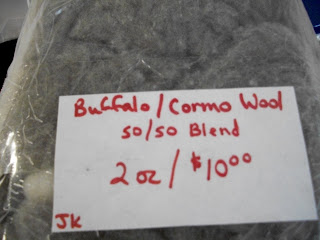 Buffalo/Cormo Wool
50/50 Blend
2 oz/$10.00
JK